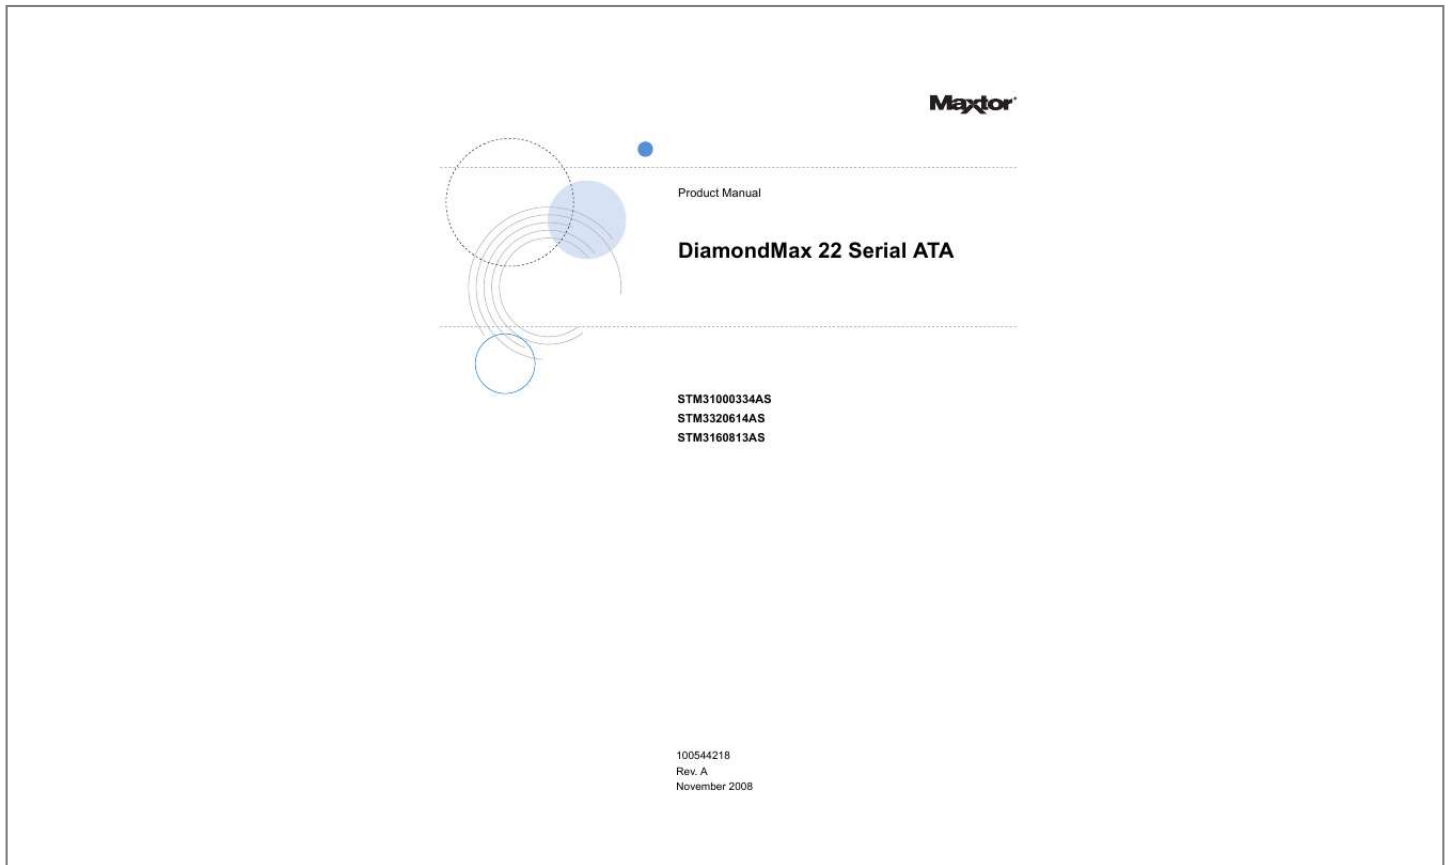 Maxtor®
Product Manual
DiamondMax 22 Serial ATA
STM31000334AS
STM3320614AS
STM3160813AS
100544218
Rev. A
November 2008